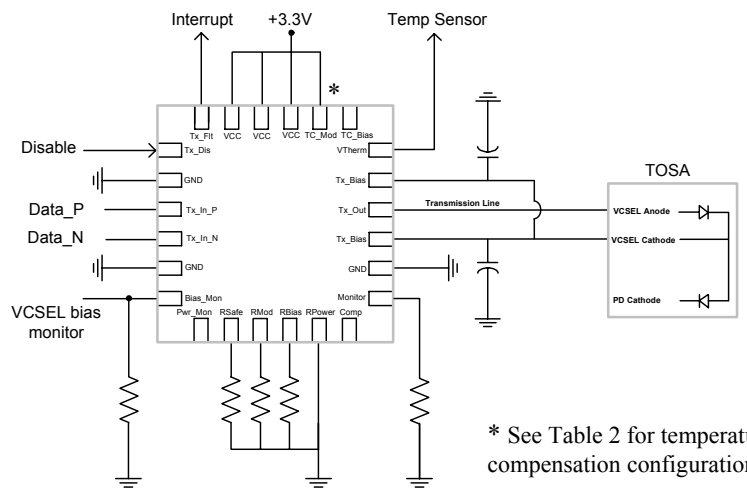 Interrupt
+3.3V
Temp Sensor
*
Tx_Flt
VCC
VCC
VCC
TC_Mod
TC_Bias
Disable
Tx_Dis
VTherm
GND
Tx_Bias
TOSA
Data_P
Tx_In_P
Tx_Out
Transmission Line
VCSEL Anode
Data_N
Tx_In_N
Tx_Bias
VCSEL Cathode
GND
GND
VCSEL bias
monitor
Bias_Mon
Monitor
PD Cathode
Pwr_Mon
RSafe
RMod
RBias
RPower
Comp
* See Table 2 for temperatu
compensation configuration